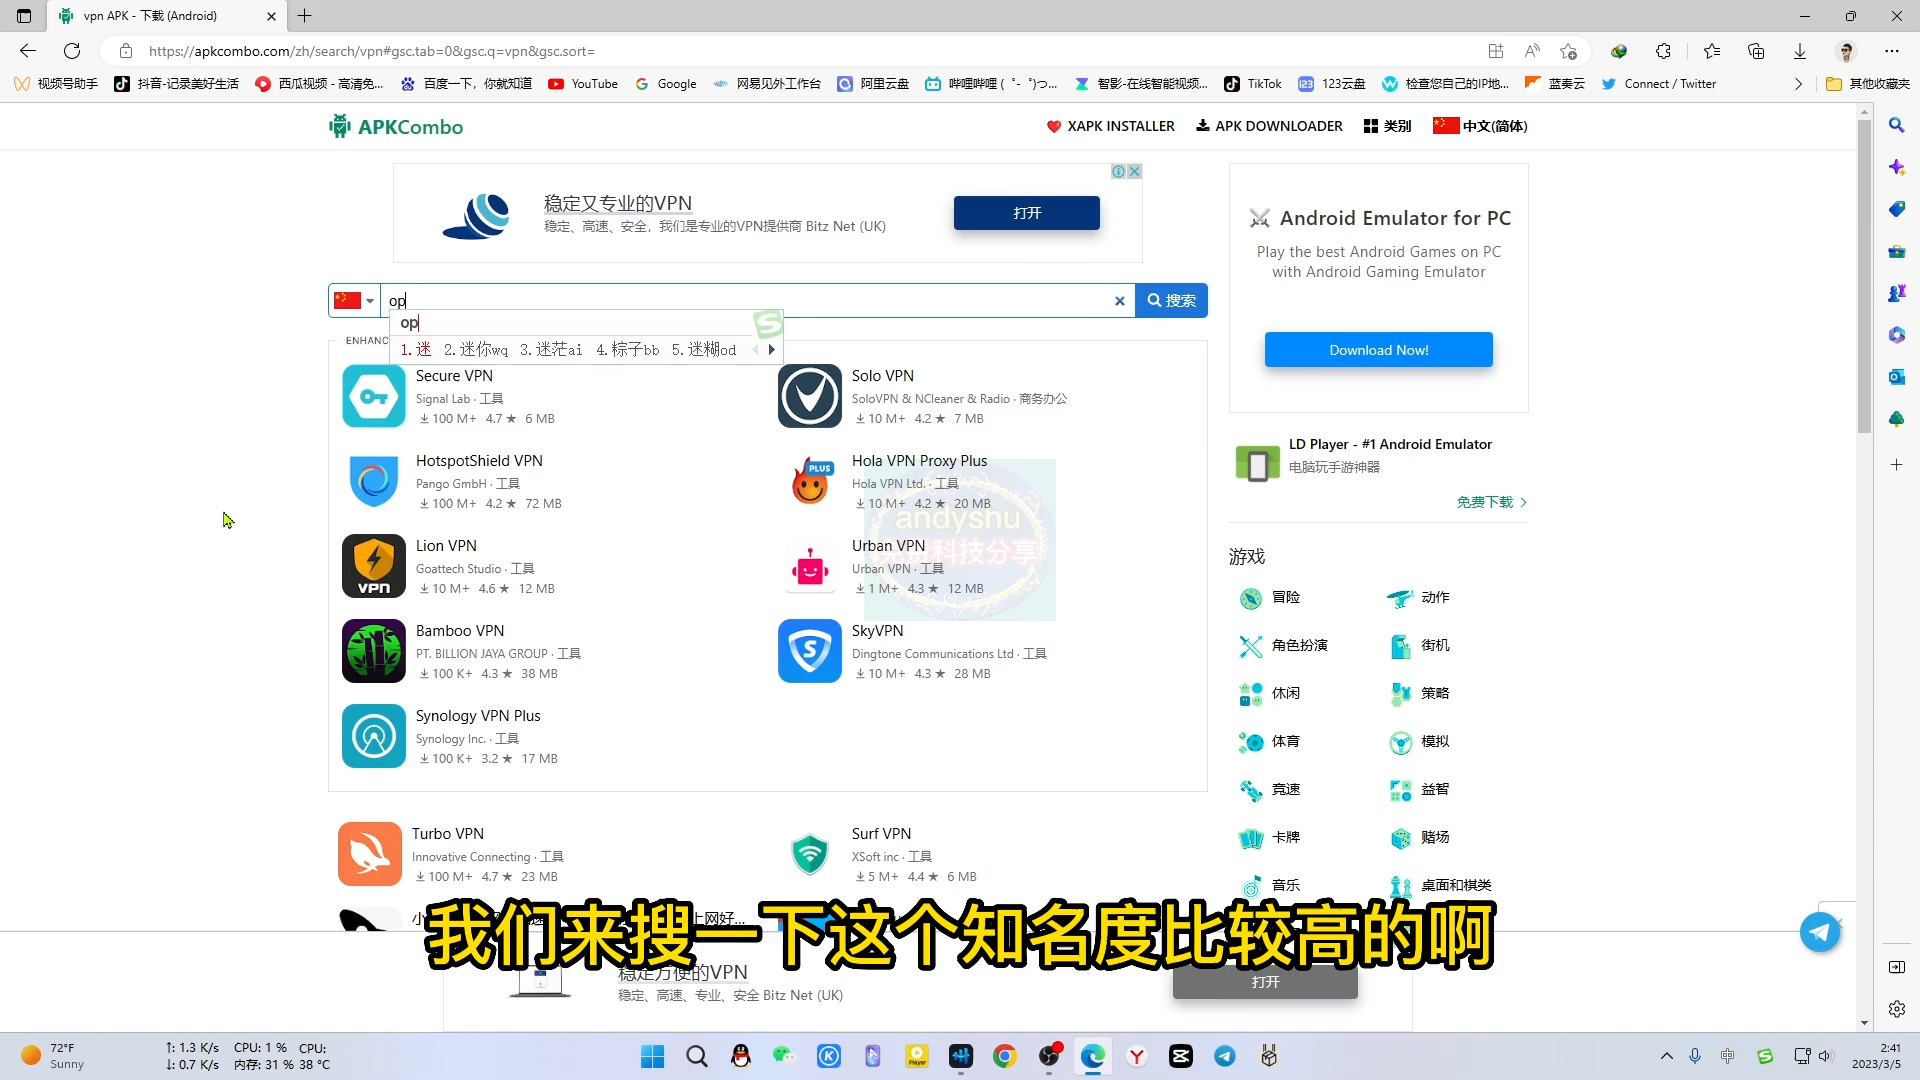 vpn APK - 下载 (Android)
https://apkcombo.com/zh/search/vpn#gsc.tab=0&gsc.q=vpn&gsc.sort=
视频号助手 抖音-记录美好生活 西瓜视频 - 高清免... 百度一下，你就知道 YouTube Google 网易见外工作台 阿里云盘 哔哩哔哩 (゜-゜)つ... 智影-在线智能视频... TikTok 123云盘 检查您自己的IP地... 蓝奏云 Connect / Twitter 其他收藏夹
APKCombo
XAPK INSTALLER APK DOWNLOADER 类别 中文(简体)
稳定又专业的VPN
稳定、高速、安全，我们是专业的VPN提供商 Bitz Net (UK)
打开
op
搜索
op
1.迷 2.迷你wq 3.迷茫ai 4.粽子bb 5.迷糊od
ENHANC
Secure VPN
Signal Lab · 工具
100 M+ 4.7 ★ 6 MB
Solo VPN
SoloVPN & NCleaner & Radio · 商务办公
10 M+ 4.2 ★ 7 MB
HotspotShield VPN
Pango GmbH · 工具
100 M+ 4.2 ★ 72 MB
Hola VPN Proxy Plus
Hola VPN Ltd. · 工具
10 M+ 4.2 ★ 20 MB
PLUS
andyshu
免费科技分享
Lion VPN
Goattech Studio · 工具
10 M+ 4.6 ★ 12 MB
VPN
Urban VPN
Urban VPN · 工具
1 M+ 4.3 ★ 12 MB
Bamboo VPN
PT. BILLION JAYA GROUP · 工具
100 K+ 4.3 ★ 38 MB
SkyVPN
Dingtone Communications Ltd · 工具
10 M+ 4.3 ★ 28 MB
Synology VPN Plus
Synology Inc. · 工具
100 K+ 3.2 ★ 17 MB
Turbo VPN
Innovative Connecting · 工具
100 M+ 4.7 ★ 23 MB
Surf VPN
XSoft inc · 工具
5 M+ 4.4 ★ 6 MB
Android Emulator for PC
Play the best Android Games on PC
with Android Gaming Emulator
Download Now!
LD Player - #1 Android Emulator
电脑玩手游神器
免费下载
游戏
冒险 动作
角色扮演 街机
休闲 策略
体育 模拟
竞速 益智
卡牌 赌场
音乐 桌面和棋类
我们来搜一下这个知名度比较高的啊
稳定方便的VPN
稳定、高速、专业、安全 Bitz Net (UK)
打开
72°F
Sunny
↑: 1.3 K/s CPU: 1 % CPU:
↓: 0.7 K/s 内存: 31 % 38 °C
中
2:41
2023/3/5